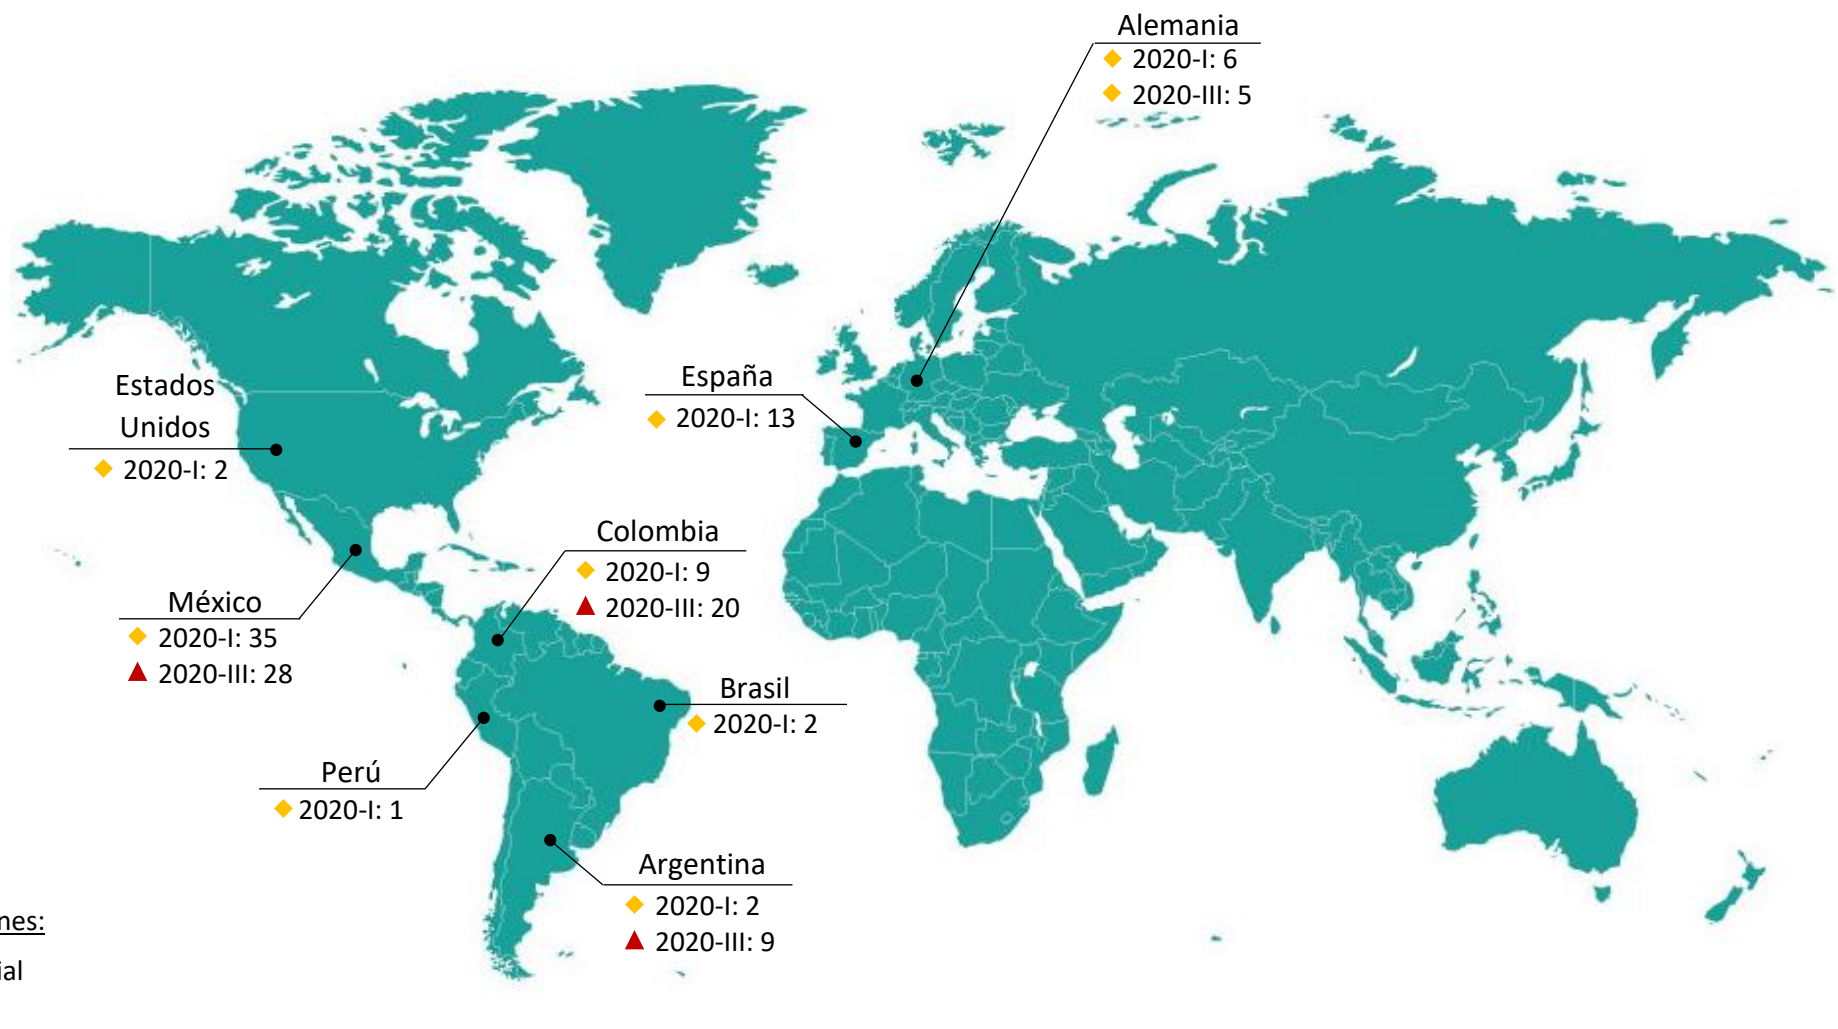 Alemania
2020-I: 6
2020-III: 5
Estados
Unidos
2020-I: 2
España
2020-I: 13
Colombia
2020-I: 9
2020-III: 20
México
2020-I: 35
2020-III: 28
Brasil
2020-I: 2
Perú
2020-I: 1
Argentina
2020-I: 2
2020-III: 9
nes:
ial